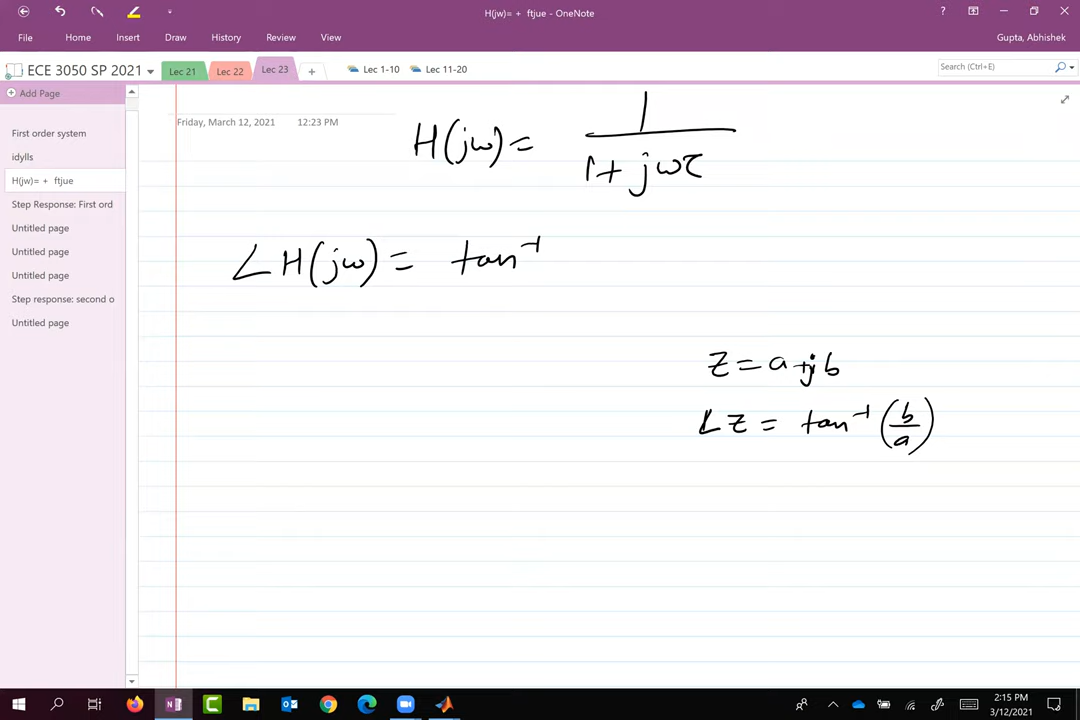 H(jw)= + ftjue - OneNote
File Home Insert Draw History Review View
Gupta, Abhishek
ECE 3050 SP 2021
Lec 21
Lec 22
Lec 23
+
Lec 1-10
Lec 11-20
Search (Ctrl+E)
Add Page
First order system
idylls
H(jw)= + ftjue
Step Response: First ord
Untitled page
Untitled page
Untitled page
Step response: second o
Untitled page
Friday, March 12, 2021 12:23 PM
H(jω) = 1 / (1 + jωτ)
∠H(jω) = tan⁻¹
z = a + jb
∠z = tan⁻¹(b/a)
2:15 PM
3/12/2021